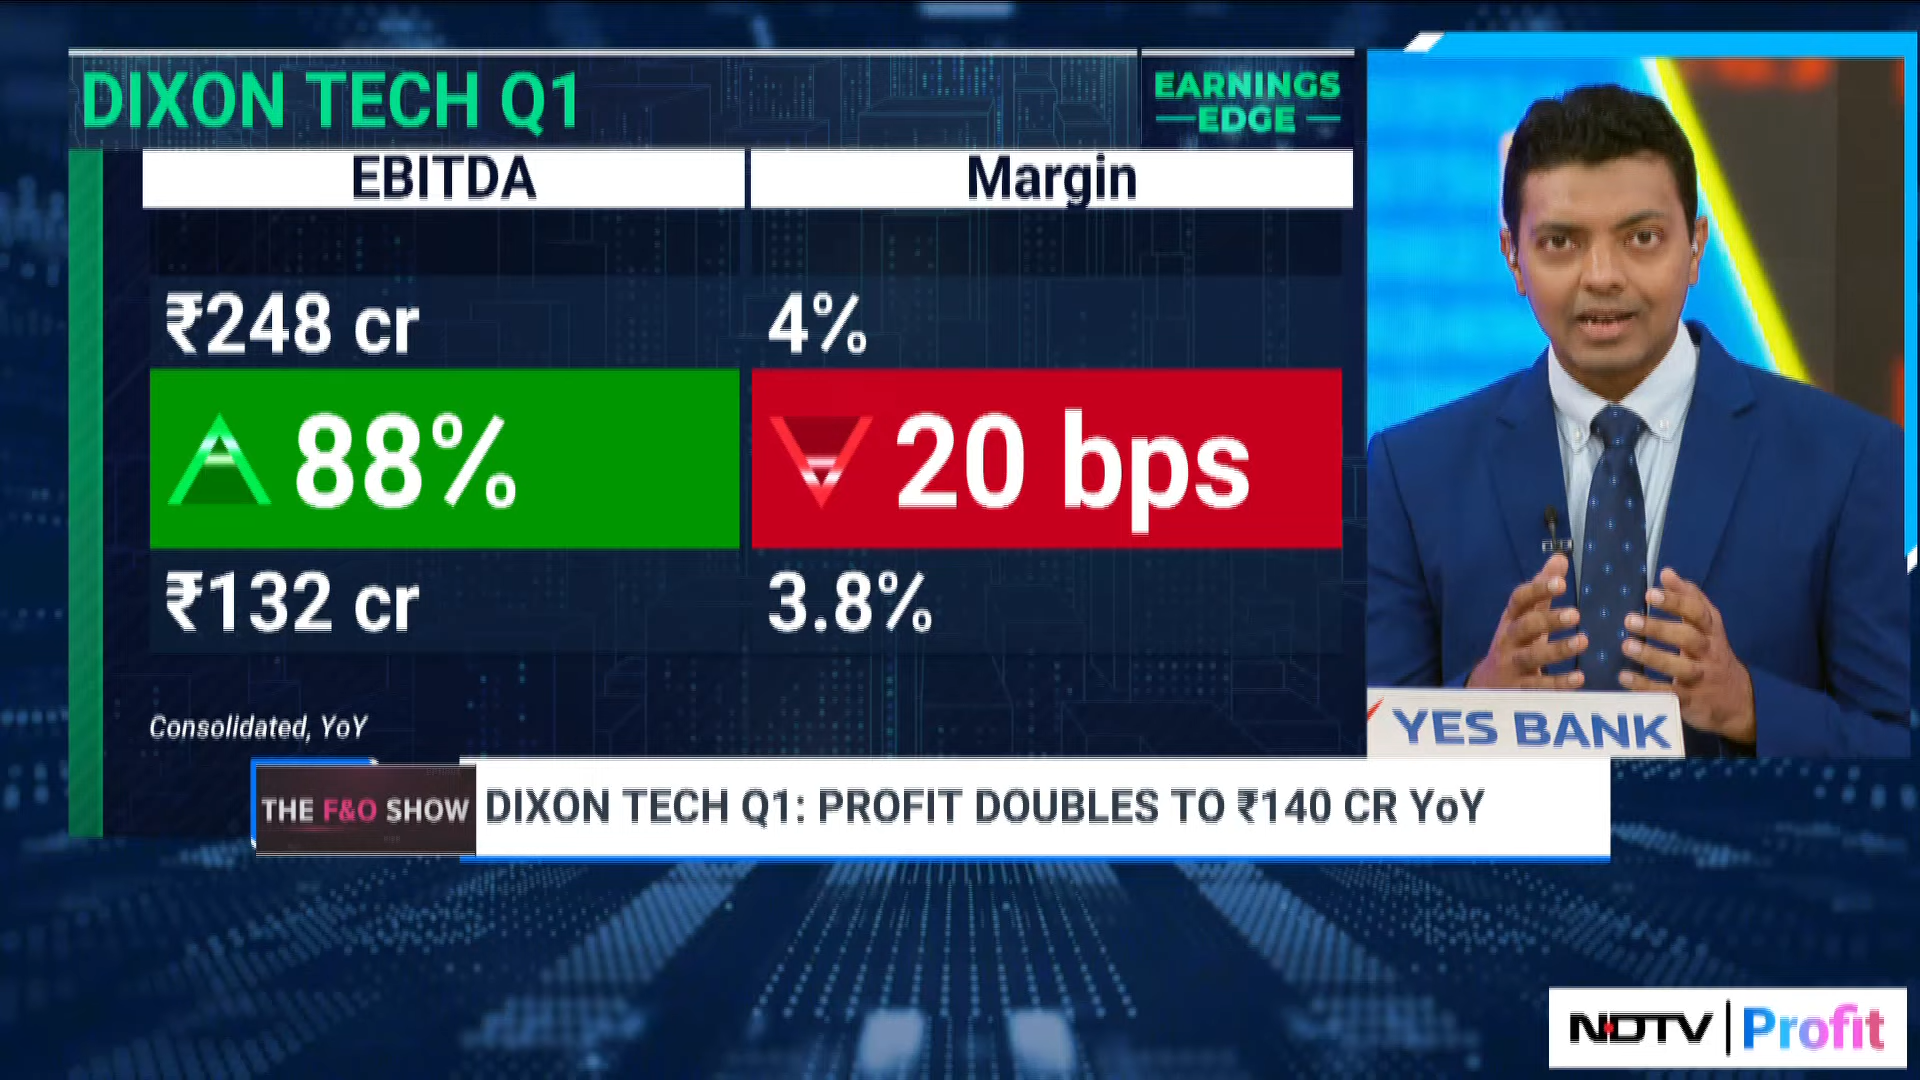 DIXON TECH Q1
EARNINGS
EDGE
EBITDA
Margin
₹248 cr
4%
88%
20 bps
₹132 cr
3.8%
Consolidated, YoY
YES BANK
THE F&O SHOW
DIXON TECH Q1: PROFIT DOUBLES TO ₹140 CR YoY
NDTV Profit